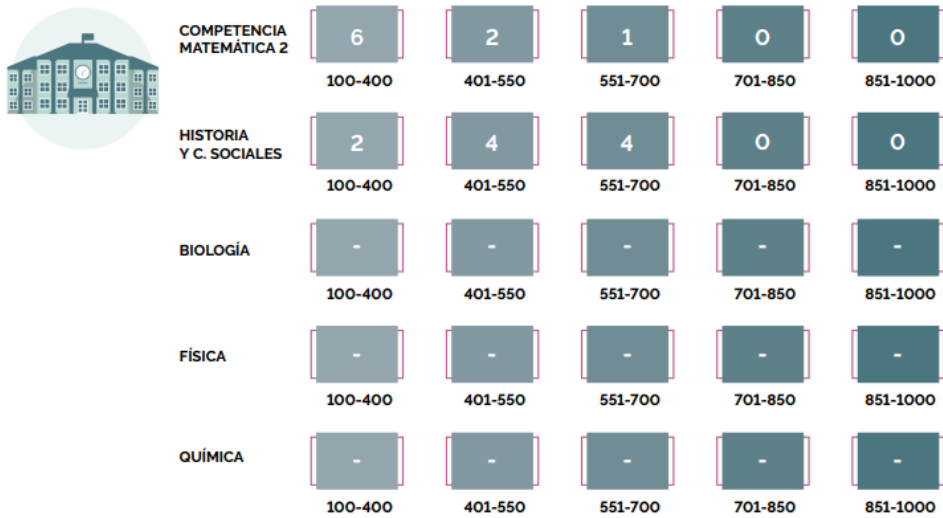 COMPETENCIA
MATEMÁTICA 2
6 2 1 0 0
100-400 401-550 551-700 701-850 851-1000
HISTORIA
Y C. SOCIALES
2 4 4 0 0
100-400 401-550 551-700 701-850 851-1000
BIOLOGÍA
- - - - -
100-400 401-550 551-700 701-850 851-1000
FÍSICA
- - - - -
100-400 401-550 551-700 701-850 851-1000
QUÍMICA
- - - - -
100-400 401-550 551-700 701-850 851-1000